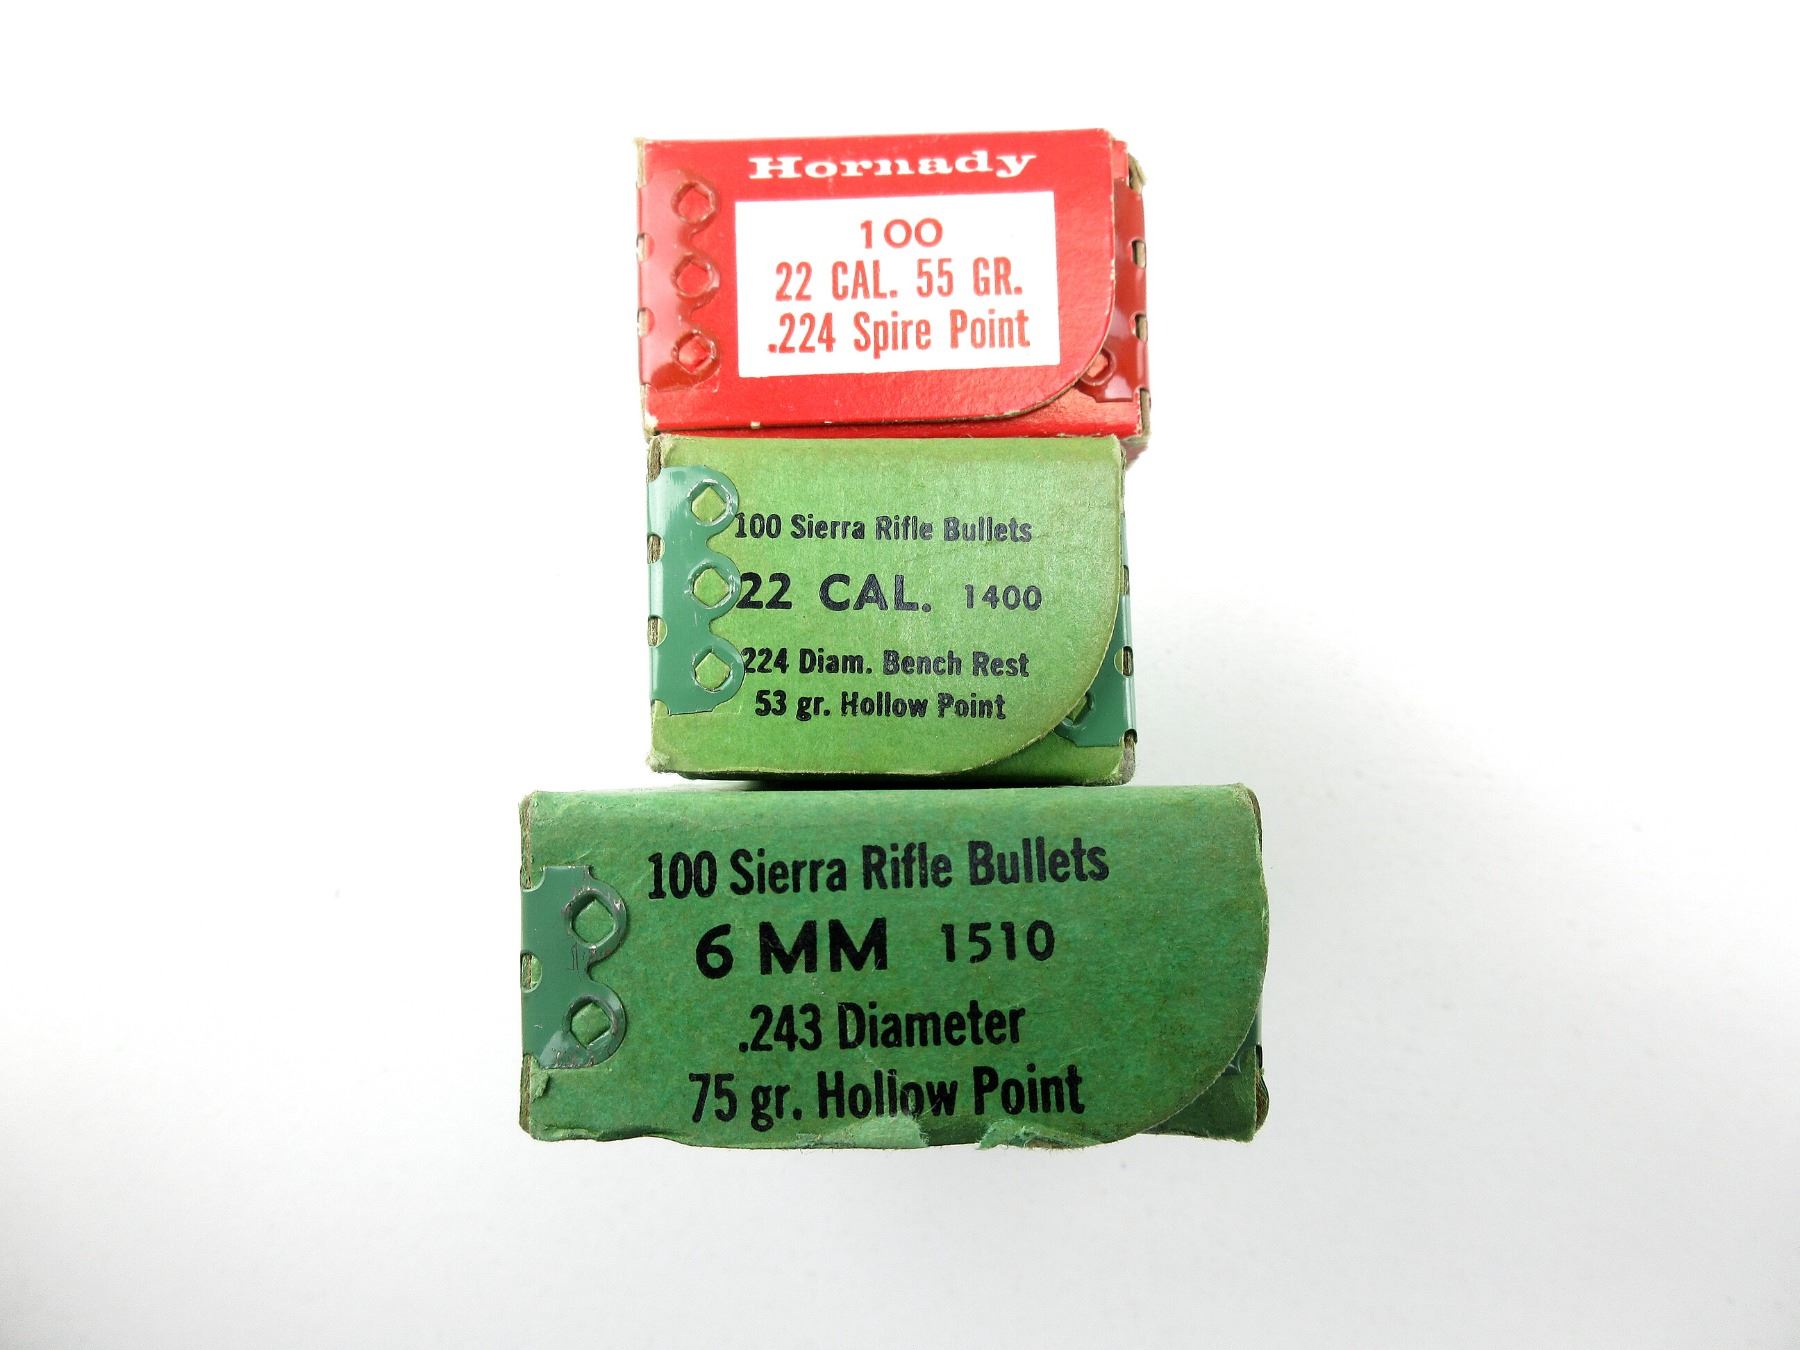 Hornady
100
22 CAL. 55 GR.
.224 Spire Point
100 Sierra Rifle Bullets
22 CAL. 1400
224 Diam. Bench Rest
53 gr. Hollow Point
100 Sierra Rifle Bullets
6 MM 1510
.243 Diameter
75 gr. Hollow Point